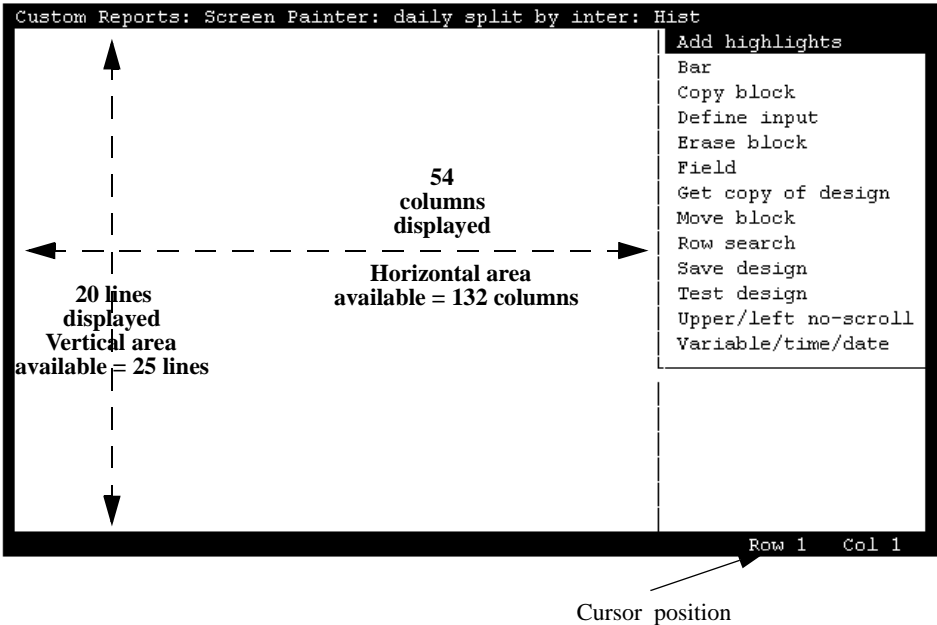 Custom Reports: Screen Painter: daily split by inter: Hist
Add highlights
Bar
Copy block
Define input
Erase block
Field
Get copy of design
Move block
Row search
Save design
Test design
Upper/left no-scroll
Variable/time/date
54
columns
displayed
Horizontal area
available = 132 columns
20 lines
displayed
Vertical area
available = 25 lines
Row 1 Col 1
Cursor position